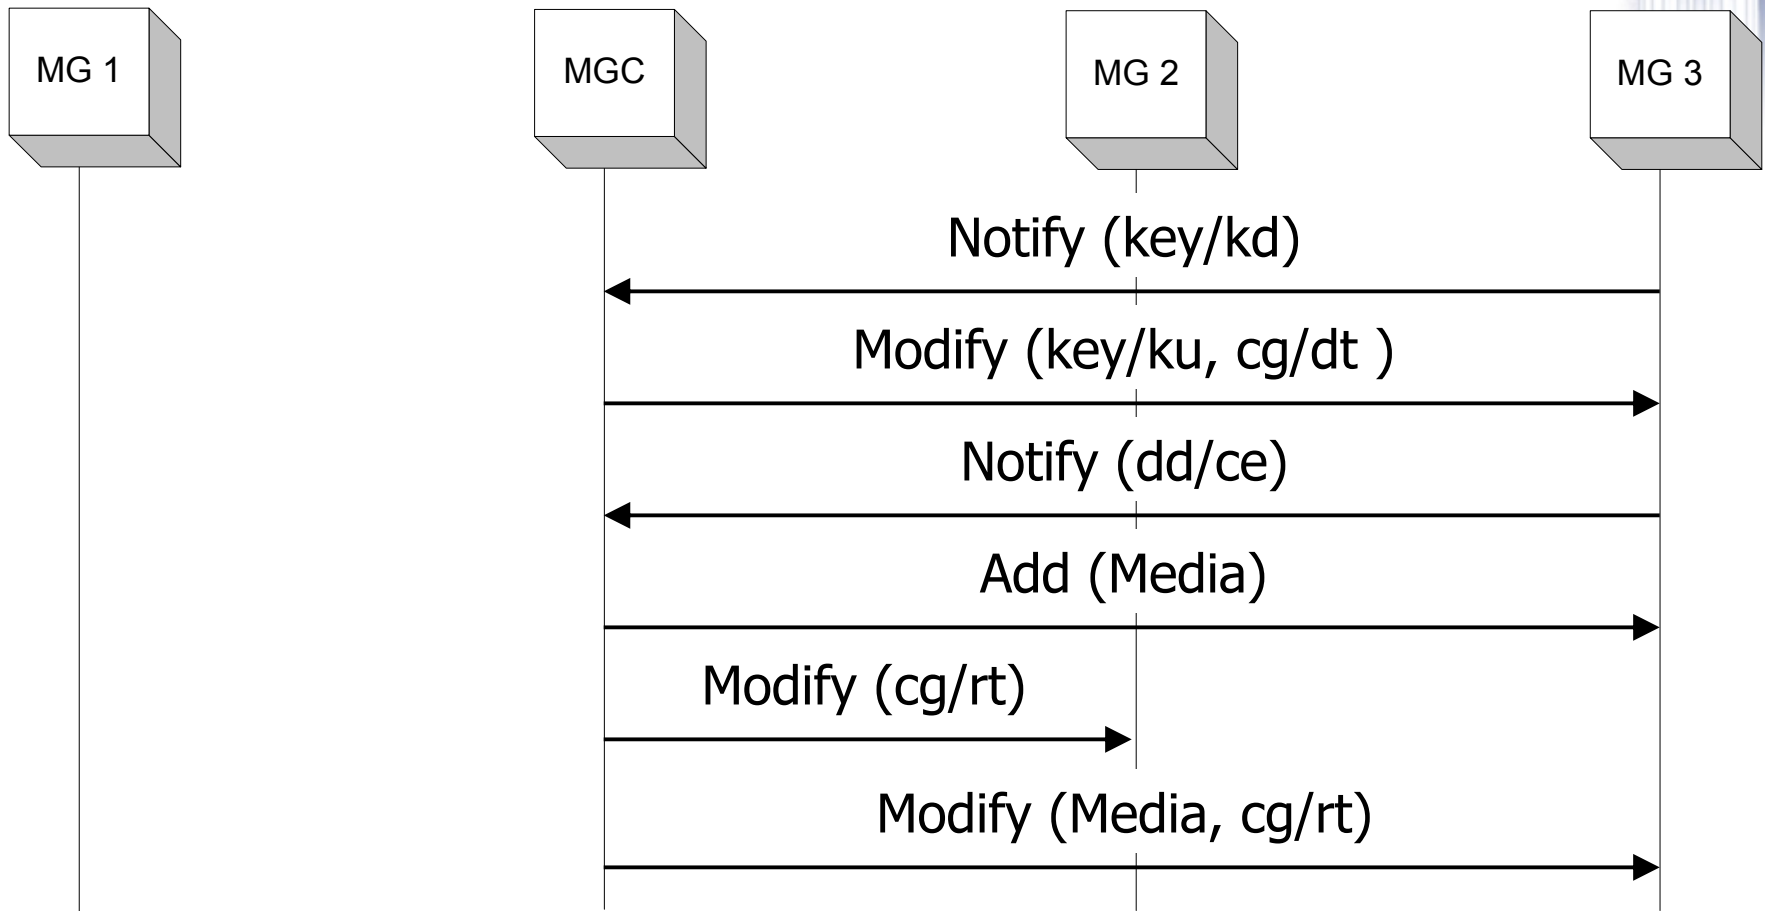 MG 1
MGC
MG 2
MG 3
Notify (key/kd)
Modify (key/ku, cg/dt )
Notify (dd/ce)
Add (Media)
Modify (cg/rt)
Modify (Media, cg/rt)